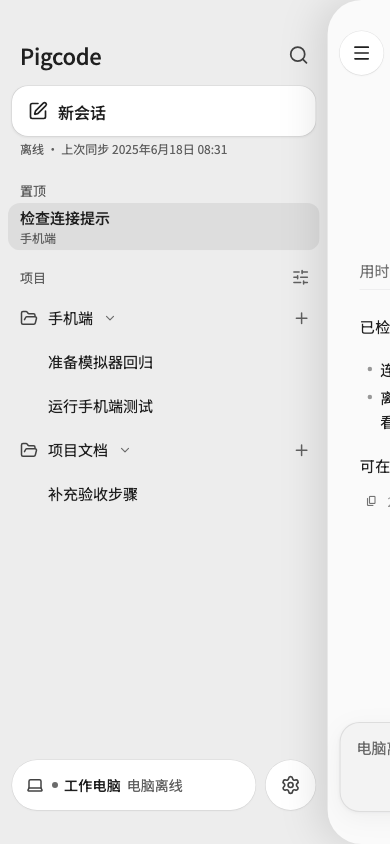 Pigcode
新会话
离线 · 上次同步 2025年6月18日 08:31
置顶
检查连接提示
手机端
项目
手机端
准备模拟器回归
运行手机端测试
项目文档
补充验收步骤
工作电脑 电脑离线
用时
已检
连
离
看
可在
电脑离